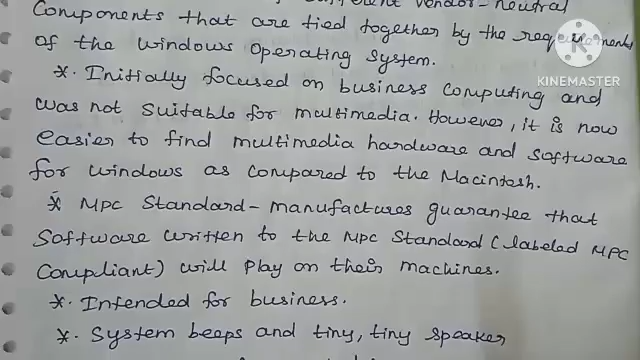 different vendor-neutral
Components that are tied together by the requirements
of the windows operating System.
*. Initially focused on business computing and
was not Suitable for multimedia. However, it is now
easier to find multimedia hardware and software
for windows as compared to the Macintosh.
* MPC Standard - manufactures guarantee that
Software written to the MPC Standard (labeled MPC
Compliant) will play on their machines.
*. Intended for business.
*. System beeps and tiny, tiny speaker
KINEMASTER